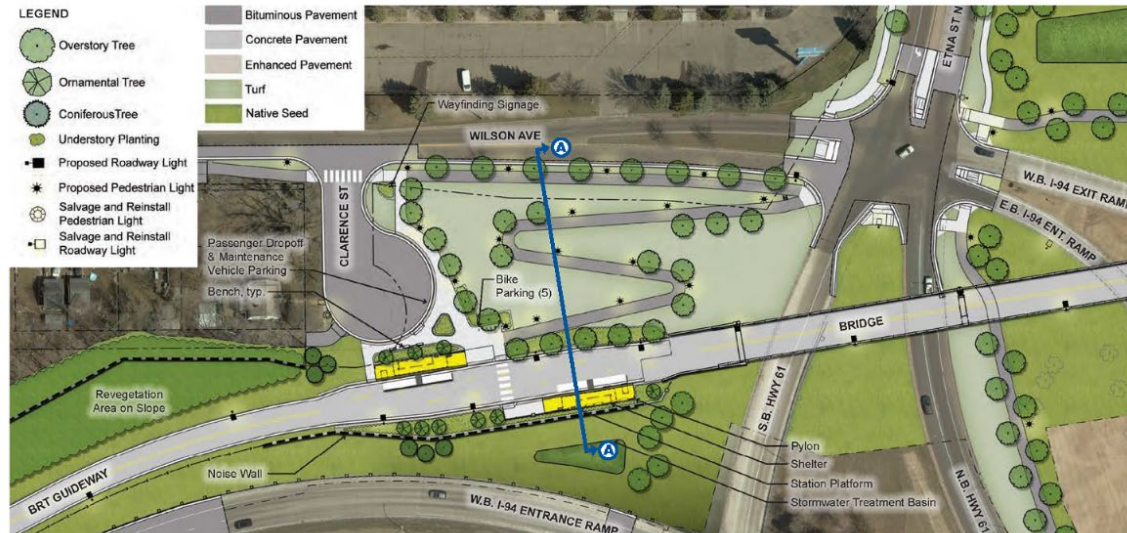 LEGEND
Overstory Tree
Ornamental Tree
ConiferousTree
Understory Planting
Proposed Roadway Light
Proposed Pedestrian Light
Salvage and Reinstall
Pedestrian Light
Salvage and Reinstall
Roadway Light
Bituminous Pavement
Concrete Pavement
Enhanced Pavement
Turf
Native Seed
Wayfinding Signage
WILSON AVE
A
ETNA ST N
W.B. I-94 EXIT RAMP
E.B. I-94 ENT. RAMP
CLARENCE ST
Passenger Dropoff
& Maintenance
Vehicle Parking
Bench, typ.
Bike
Parking (5)
BRIDGE
Revegetation
Area on Slope
S.B. HWY 61
N.B. HWY 61
A
Pylon
Shelter
Station Platform
Stormwater Treatment Basin
Noise Wall
BRT GUIDEWAY
W.B. I-94 ENTRANCE RAMP